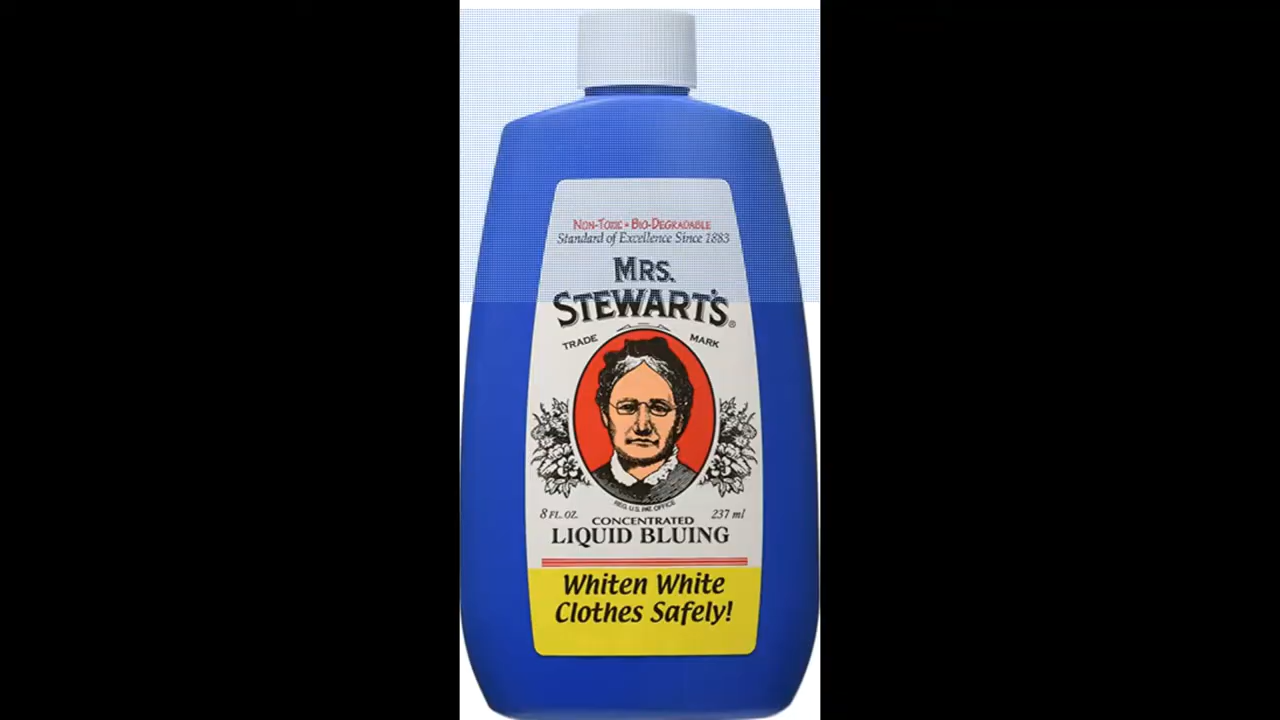 Non-Toxic • Bio-Degradable
Standard of Excellence Since 1883
MRS.
STEWART'S®
TRADE MARK
REG. U.S. PAT. OFFICE
8 FL. OZ. 237 ml
CONCENTRATED
LIQUID BLUING
Whiten White
Clothes Safely!